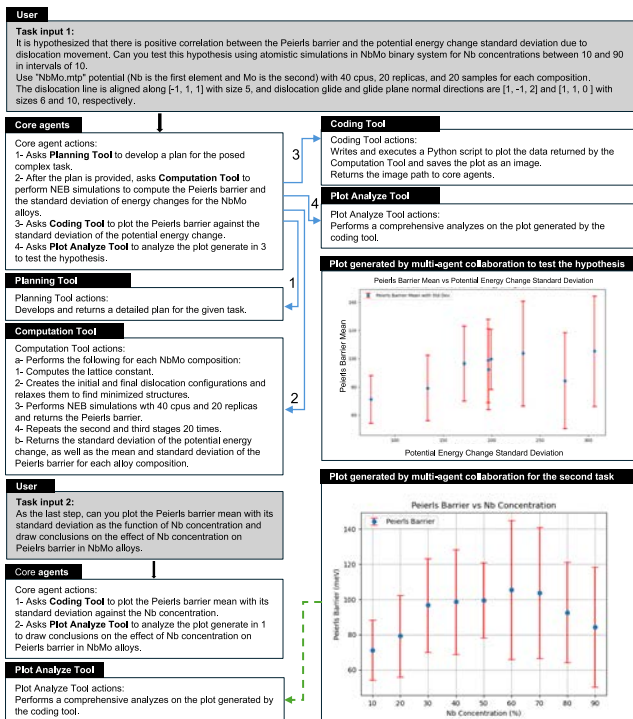 User
Task input 1:
It is hypothesized that there is positive correlation between the Peierls barrier and the potential energy change standard deviation due to
dislocation movement. Can you test this hypothesis using atomistic simulations in NbMo binary system for Nb concentrations between 10 and 90
in intervals of 10.
Use "NbMo.mtp" potential (Nb is the first element and Mo is the second) with 40 cpus, 20 replicas, and 20 samples for each composition.
The dislocation line is aligned along [-1, 1, 1] with size 5, and dislocation glide and glide plane normal directions are [1, -1, 2] and [1, 1, 0 ] with
sizes 6 and 10, respectively.
Core agents
Core agent actions:
1- Asks Planning Tool to develop a plan for the posed
complex task.
2- After the plan is provided, asks Computation Tool to
perform NEB simulations to compute the Peierls barrier and
the standard deviation of energy changes for the NbMo
alloys.
3- Asks Coding Tool to plot the Peierls barrier against the
standard deviation of the potential energy change.
4- Asks Plot Analyze Tool to analyze the plot generate in 3
to test the hypothesis.
3
4
1
2
Coding Tool
Coding Tool actions:
Writes and executes a Python script to plot the data returned by the
Computation Tool and saves the plot as an image.
Returns the image path to core agents.
Plot Analyze Tool
Plot Analyze Tool actions:
Performs a comprehensive analyzes on the plot generated by the
coding tool.
Planning Tool
Planning Tool actions:
Develops and returns a detailed plan for the given task.
Computation Tool
Computation Tool actions:
a- Performs the following for each NbMo composition:
1- Computes the lattice constant.
2- Creates the initial and final dislocation configurations and
relaxes them to find minimized structures.
3- Performs NEB simulations wth 40 cpus and 20 replicas
and returns the Peierls barrier.
4- Repeats the second and third stages 20 times.
b- Returns the standard deviation of the potential energy
change, as well as the mean and standard deviation of the
Peierls barrier for each alloy composition.
Plot generated by multi-agent collaboration to test the hypothesis
Peierls Barrier Mean vs Potential Energy Change Standard Deviation
Peierls Barrier Mean with Std Dev
Peierls Barrier Mean
140
120
100
80
60
100
150
200
250
300
Potential Energy Change Standard Deviation
User
Task input 2:
As the last step, can you plot the Peierls barrier mean with its
standard deviation as the function of Nb concentration and
draw conclusions on the effect of Nb concentration on
Peielrs barrier in NbMo alloys.
Core agents
Core agent actions:
1- Asks Coding Tool to plot the Peierls barrier mean with its
standard deviation against the Nb concentration.
2- Asks Plot Analyze Tool to analyze the plot generate in 1
to draw conclusions on the effect of Nb concentration on
Peierls barrier in NbMo alloys.
Plot Analyze Tool
Plot Analyze Tool actions:
Performs a comprehensive analyzes on the plot generated by
the coding tool.
Plot generated by multi-agent collaboration for the second task
Peierls Barrier vs Nb Concentration
Peierls Barrier
Peierls Barrier (mev)
140
120
100
80
60
10 20 30 40 50 60 70 80 90
Nb Concentration (%)